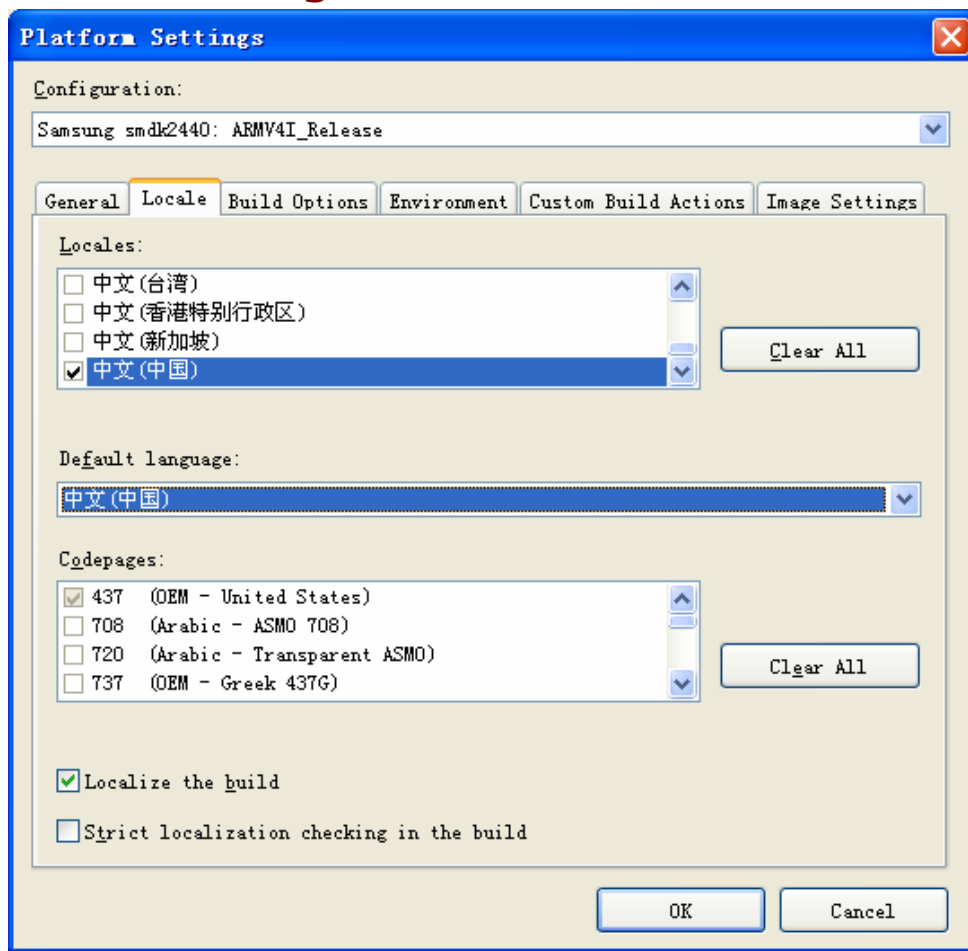 Platform Settings
Configuration:
Samsung smdk2440: ARMV4I_Release
General Locale Build Options Environment Custom Build Actions Image Settings
Locales:
中文(台湾)
中文(香港特别行政区)
中文(新加坡)
中文(中国)
Clear All
Default language:
中文(中国)
Codepages:
437 (OEM - United States)
708 (Arabic - ASMO 708)
720 (Arabic - Transparent ASMO)
737 (OEM - Greek 437G)
Clear All
Localize the build
Strict localization checking in the build
OK Cancel